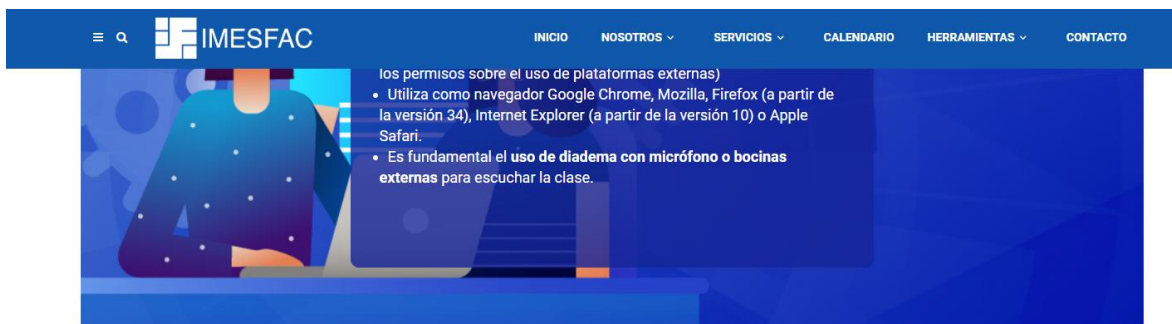 IMESFAC
INICIO NOSOTROS SERVICIOS CALENDARIO HERRAMIENTAS CONTACTO
los permisos sobre el uso de plataformas externas)
• Utiliza como navegador Google Chrome, Mozilla, Firefox (a partir de
la versión 34), Internet Explorer (a partir de la versión 10) o Apple
Safari.
• Es fundamental el uso de diadema con micrófono o bocinas
externas para escuchar la clase.